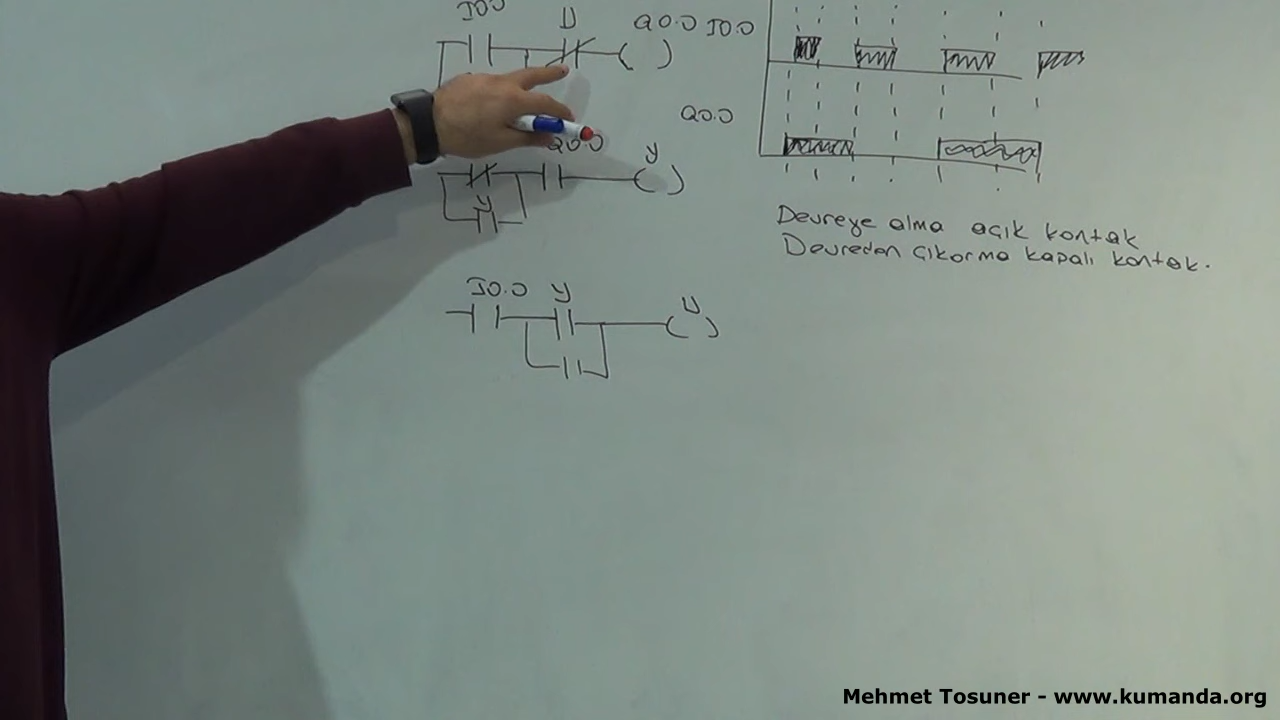 I0.0
U
Q0.0
I0.0
Q0.0
Q0.0
y
y
Devreye alma açık kontak
Devreden çıkarma kapalı kontak.
I0.0
y
U
Mehmet Tosuner - www.kumanda.org